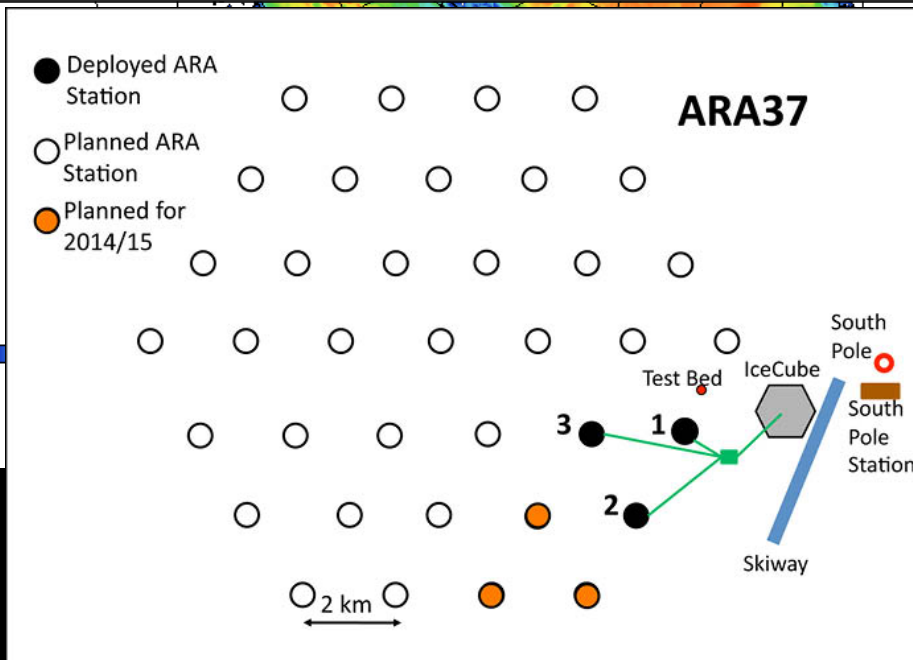 Deployed ARA
Station
ARA37
Planned ARA
Station
Planned for
2014/15
South
Pole
IceCube
Test Bed
South
Pole
Station
3
1
2
Skiway
2 km